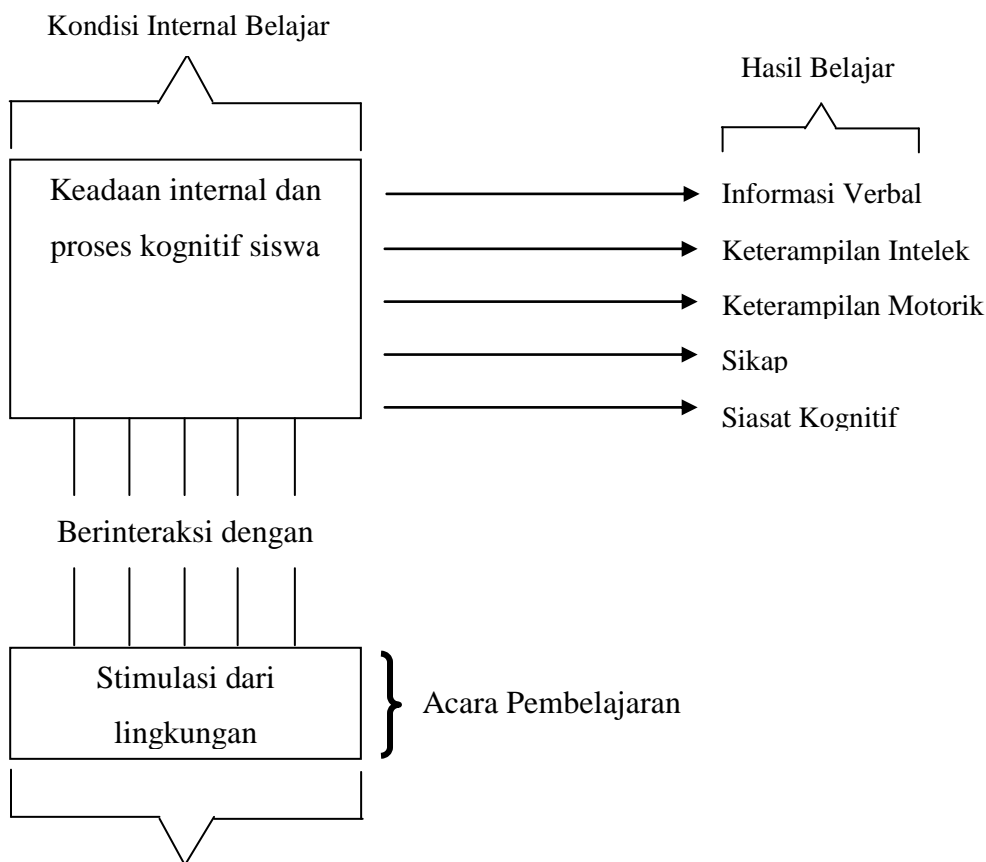 Kondisi Internal Belajar
Hasil Belajar
Keadaan internal dan
proses kognitif siswa
Informasi Verbal
Keterampilan Intelek
Keterampilan Motorik
Sikap
Siasat Kognitif
Berinteraksi dengan
Stimulasi dari
lingkungan
Acara Pembelajaran